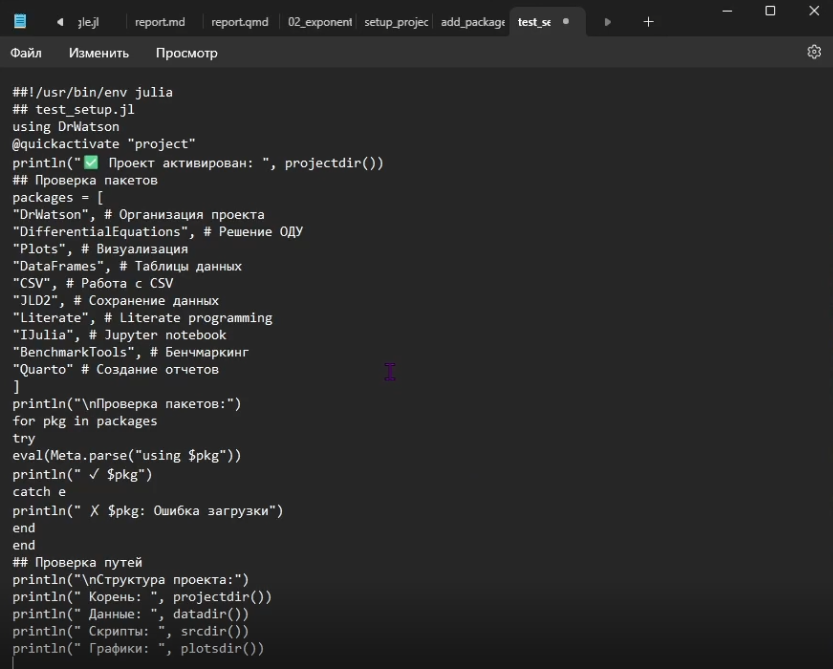 gle.jl report.md report.qmd 02_exponent setup_projec add_package test_se
Файл Изменить Просмотр
##!/usr/bin/env julia
## test_setup.jl
using DrWatson
@quickactivate "project"
println("✅ Проект активирован: ", projectdir())
## Проверка пакетов
packages = [
"DrWatson", # Организация проекта
"DifferentialEquations", # Решение ОДУ
"Plots", # Визуализация
"DataFrames", # Таблицы данных
"CSV", # Работа с CSV
"JLD2", # Сохранение данных
"Literate", # Literate programming
"IJulia", # Jupyter notebook
"BenchmarkTools", # Бенчмаркинг
"Quarto" # Создание отчетов
]
println("\nПроверка пакетов:")
for pkg in packages
try
eval(Meta.parse("using $pkg"))
println(" ✓ $pkg")
catch e
println(" ✗ $pkg: Ошибка загрузки")
end
end
## Проверка путей
println("\nСтруктура проекта:")
println(" Корень: ", projectdir())
println(" Данные: ", datadir())
println(" Скрипты: ", srcdir())
println(" Графики: ", plotsdir())